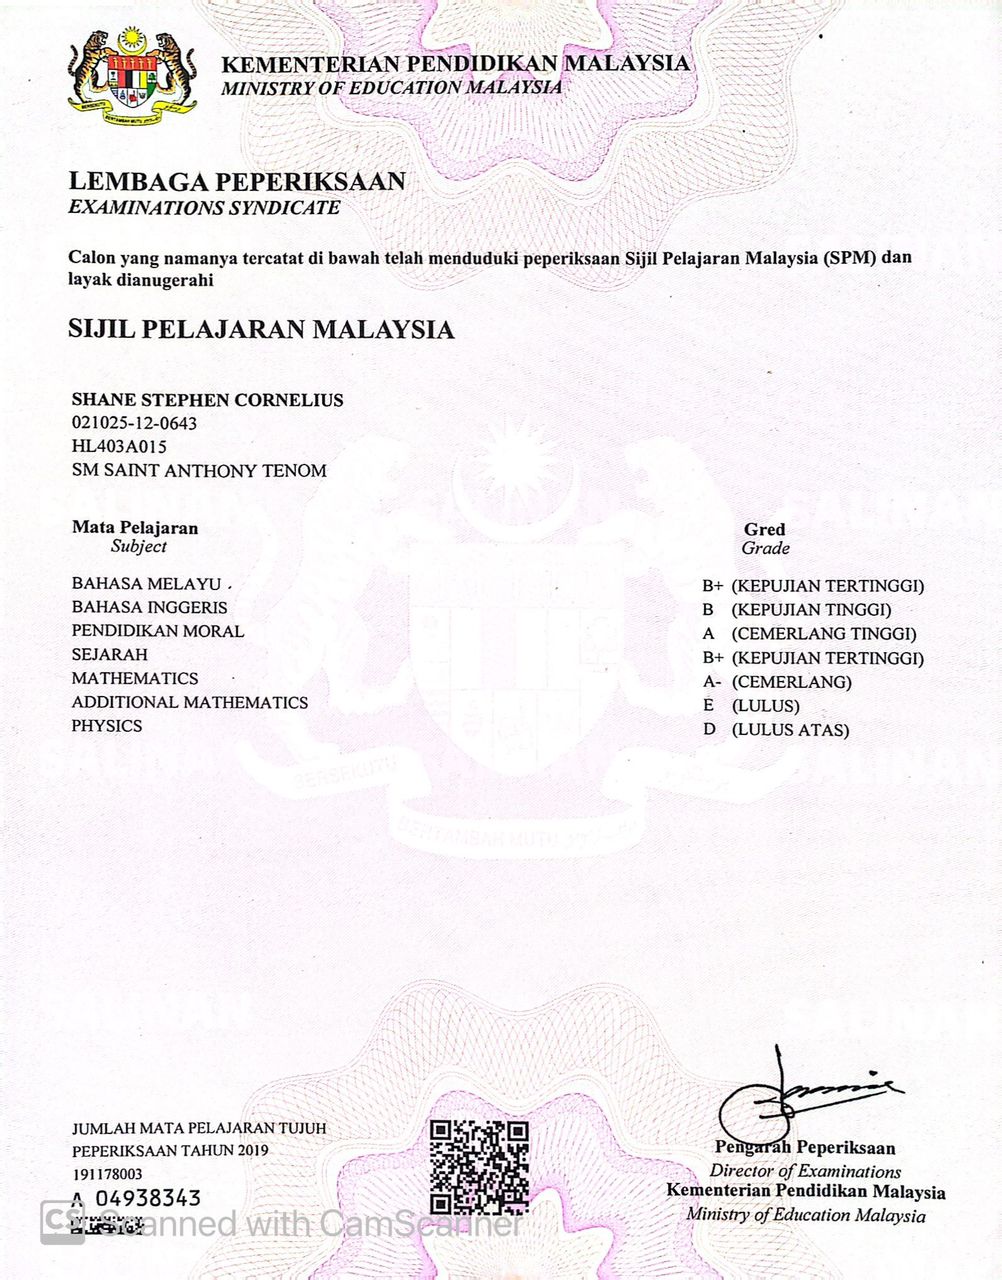 KEMENTERIAN PENDIDIKAN MALAYSIA
MINISTRY OF EDUCATION MALAYSIA
LEMBAGA PEPERIKSAAN
EXAMINATIONS SYNDICATE
Calon yang namanya tercatat di bawah telah menduduki peperiksaan Sijil Pelajaran Malaysia (SPM) dan
layak dianugerahi
SIJIL PELAJARAN MALAYSIA
SHANE STEPHEN CORNELIUS
021025-12-0643
HL403A015
SM SAINT ANTHONY TENOM
Mata Pelajaran Gred
Subject Grade
BAHASA MELAYU B+ (KEPUJIAN TERTINGGI)
BAHASA INGGERIS B (KEPUJIAN TINGGI)
PENDIDIKAN MORAL A (CEMERLANG TINGGI)
SEJARAH B+ (KEPUJIAN TERTINGGI)
MATHEMATICS A- (CEMERLANG)
ADDITIONAL MATHEMATICS E (LULUS)
PHYSICS D (LULUS ATAS)
BERSEKUTU
BERTAMBAH MUTU
JUMLAH MATA PELAJARAN TUJUH
PEPERIKSAAN TAHUN 2019
191178003
A 04938343
Pengarah Peperiksaan
Director of Examinations
Kementerian Pendidikan Malaysia
Ministry of Education Malaysia
CS Scanned with CamScanner